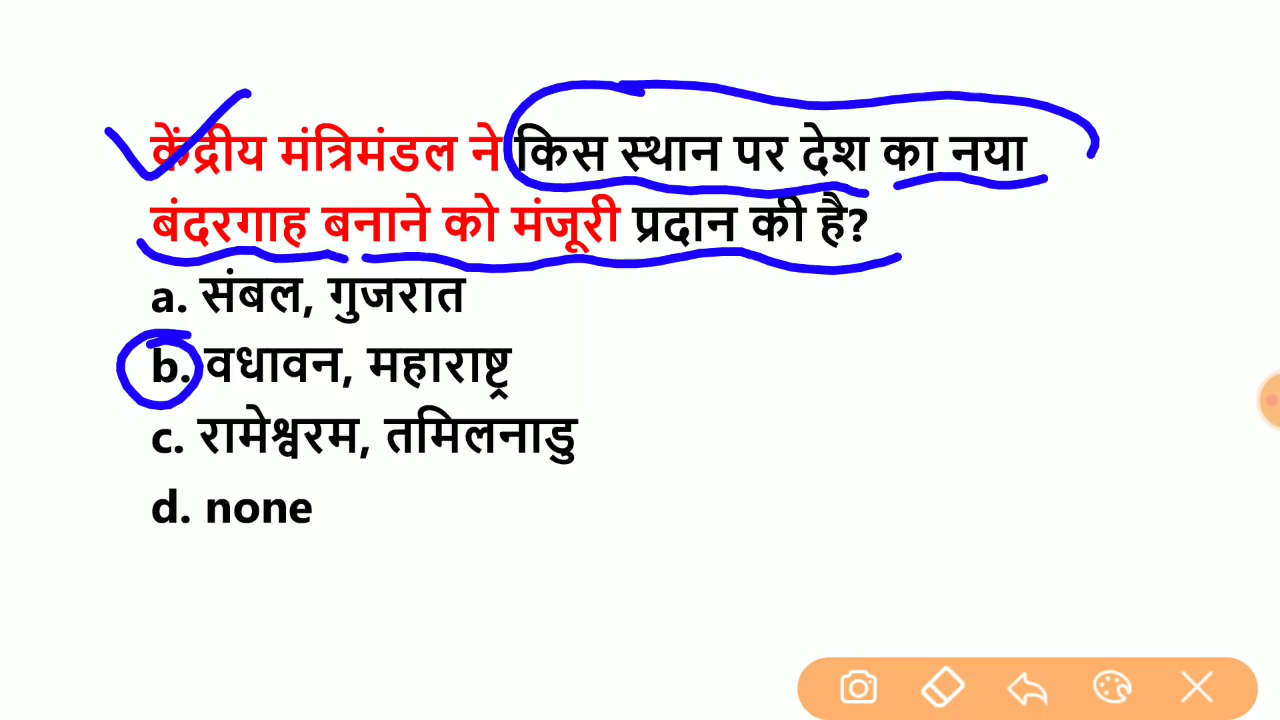 केंद्रीय मंत्रिमंडल ने किस स्थान पर देश का नया
बंदरगाह बनाने को मंजूरी प्रदान की है?
a. संबल, गुजरात
b. वधावन, महाराष्ट्र
c. रामेश्वरम, तमिलनाडु
d. none